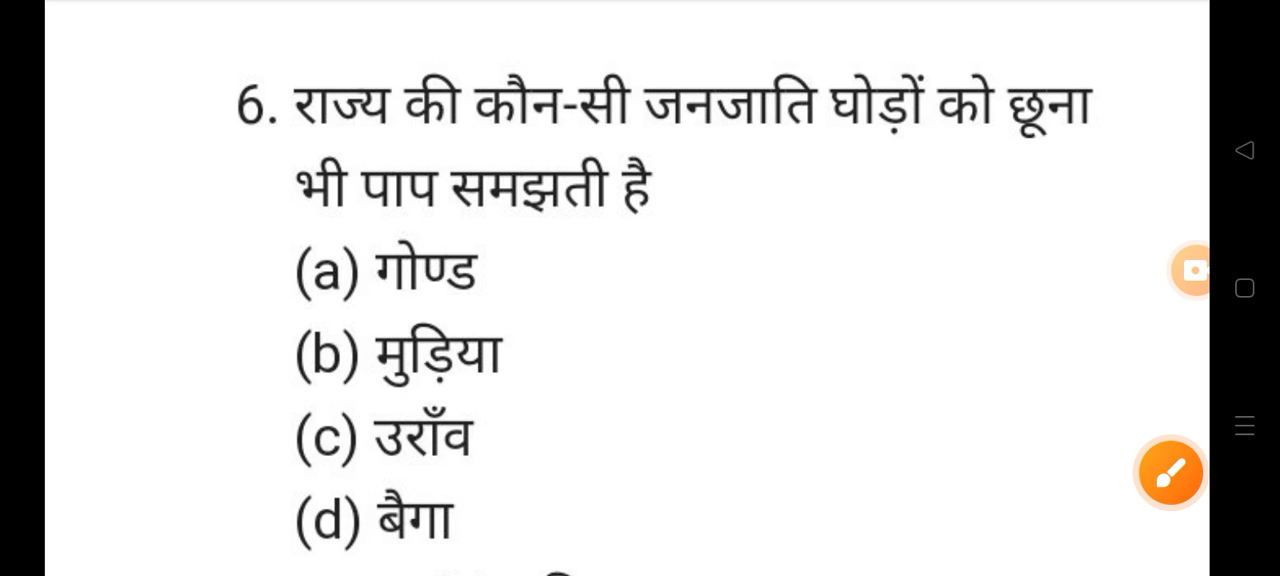 6. राज्य की कौन-सी जनजाति घोड़ों को छूना
भी पाप समझती है
(a) गोण्ड
(b) मुड़िया
(c) उराँव
(d) बैगा